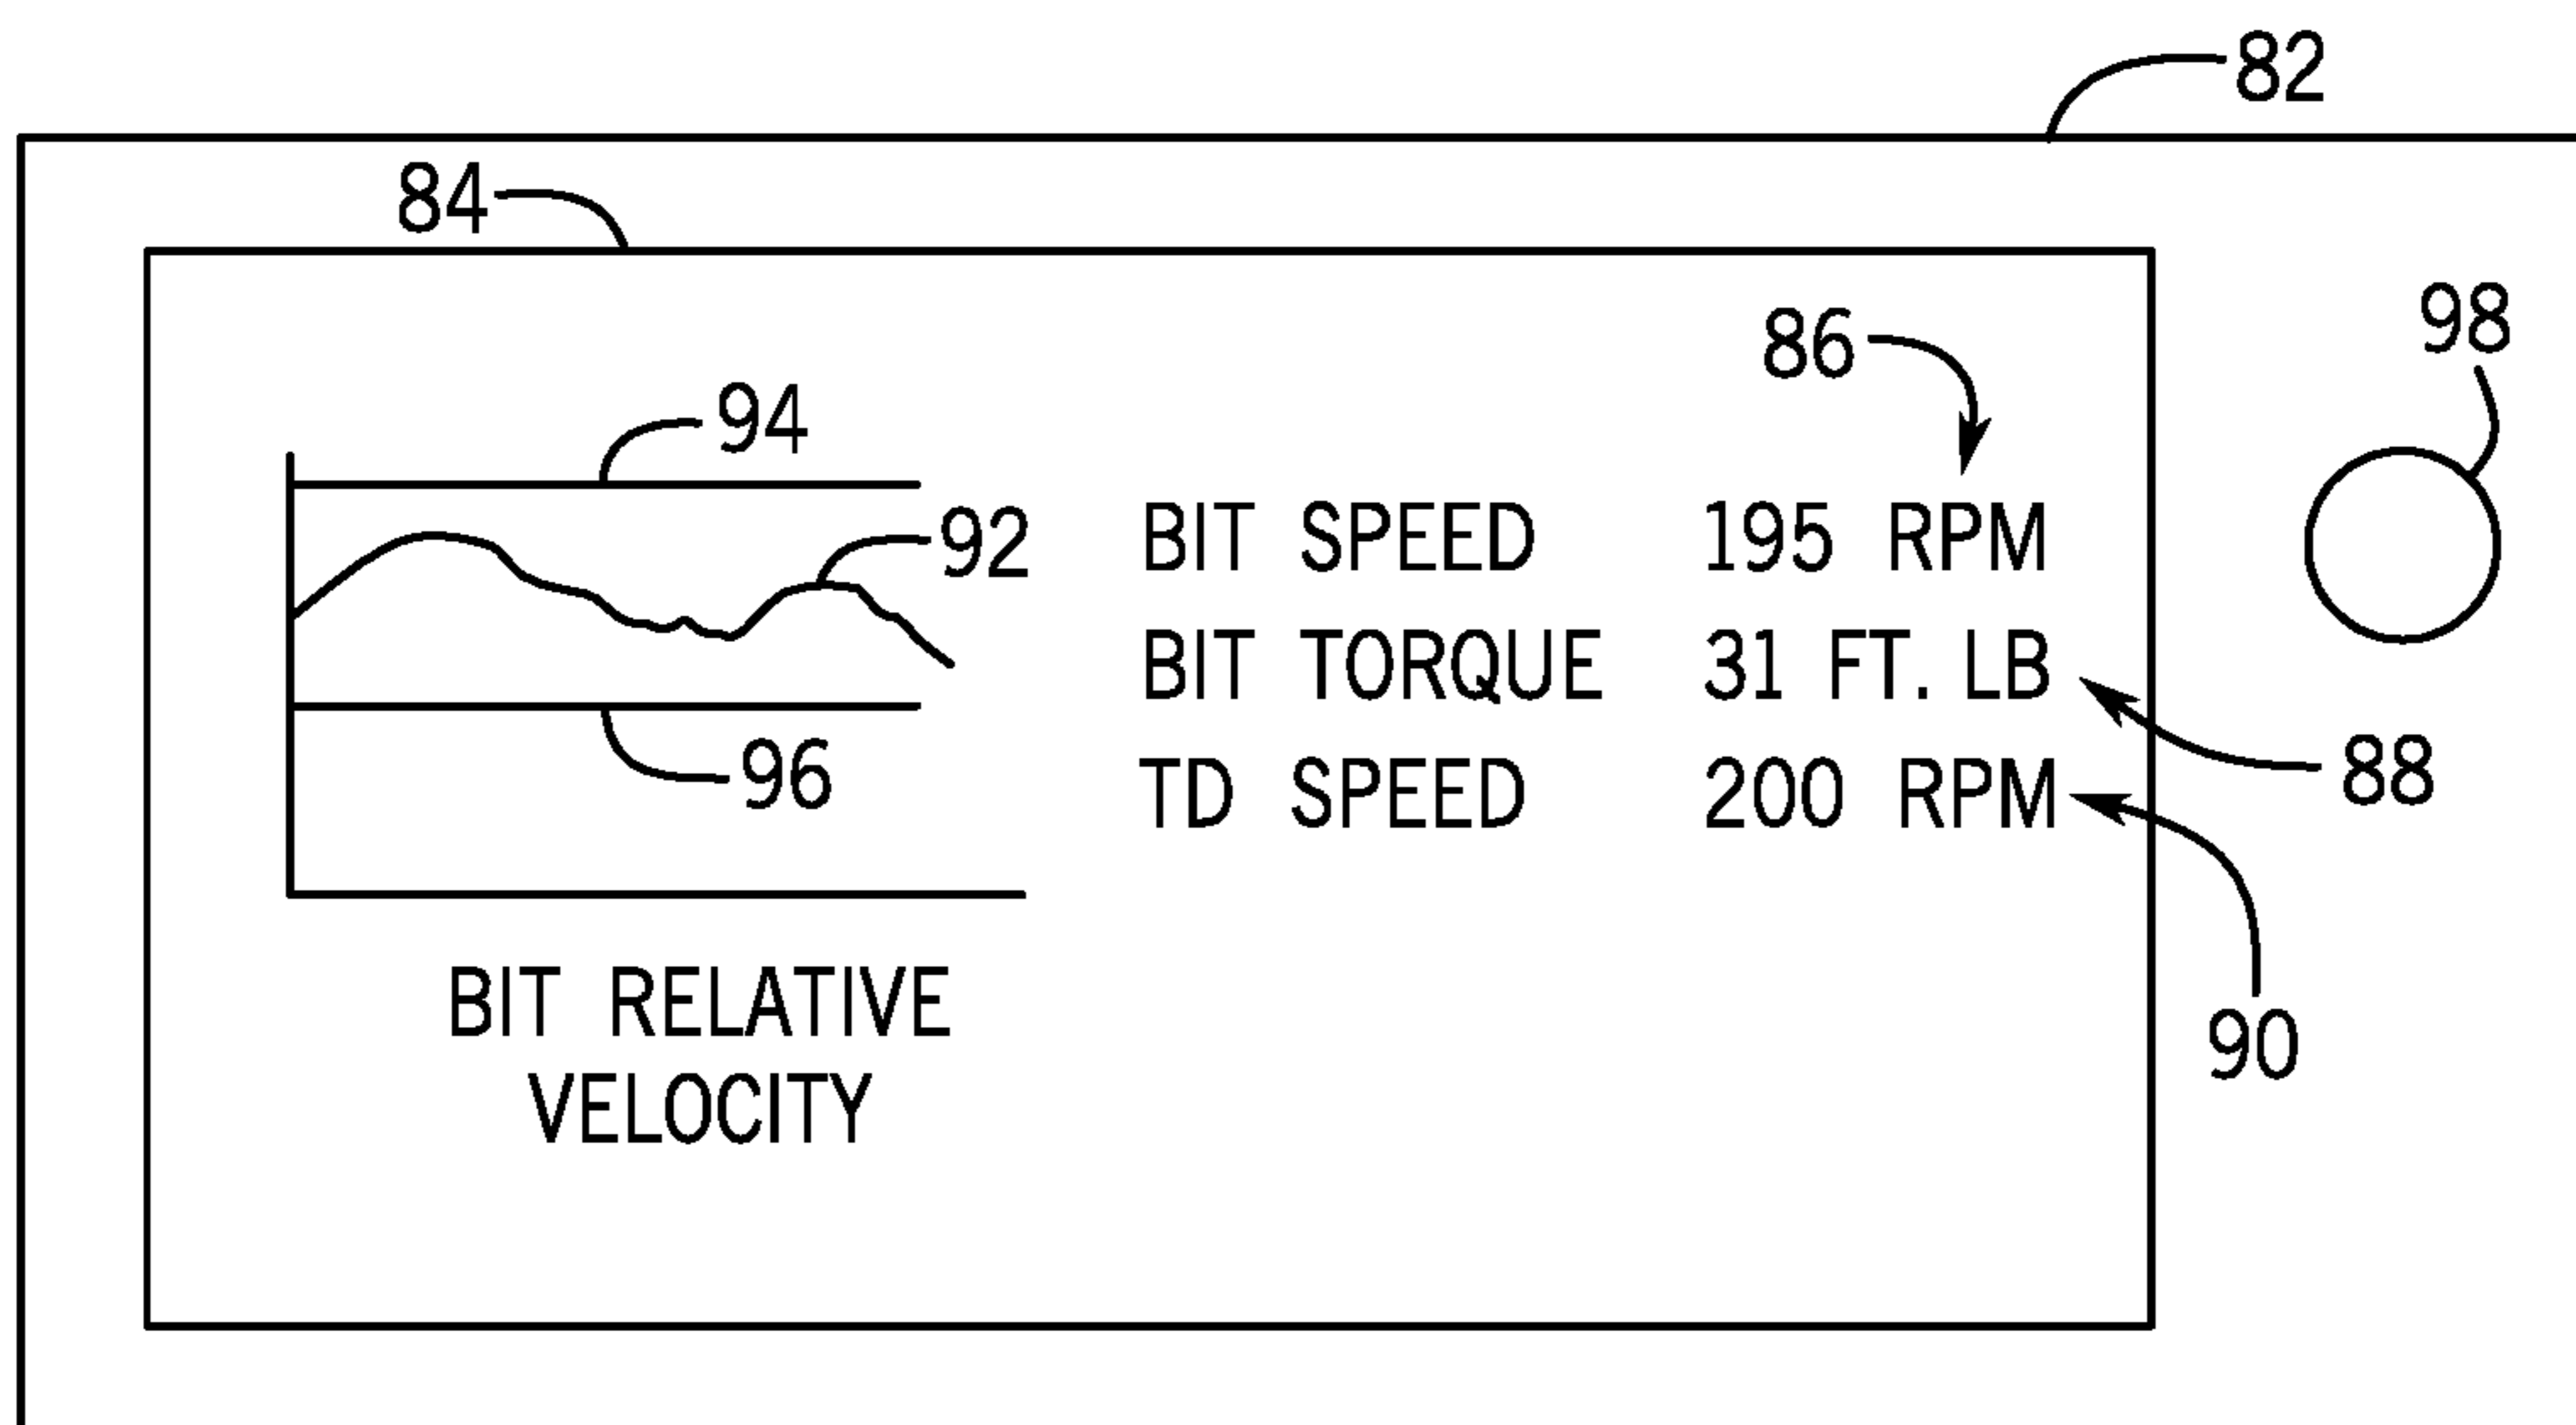 82
84
86
98
94
92
BIT SPEED 195 RPM
BIT TORQUE 31 FT. LB
88
96
TD SPEED 200 RPM
90
BIT RELATIVE
VELOCITY